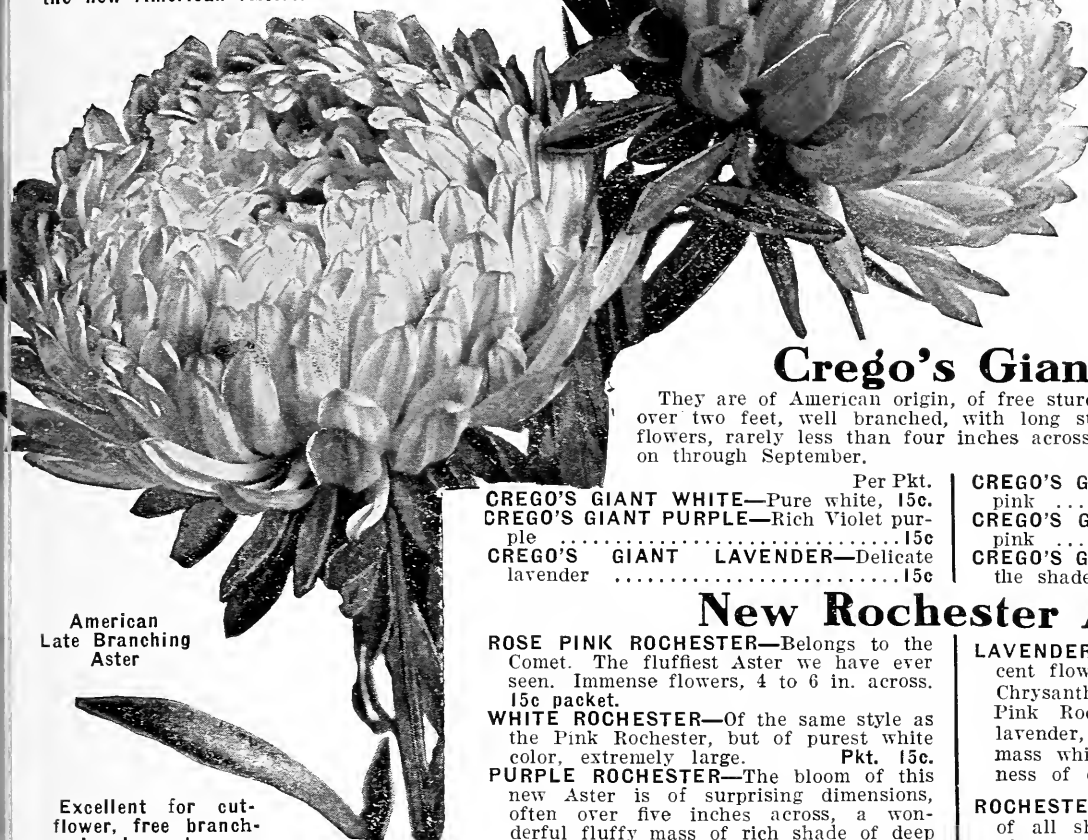 Crego's Gian
They are of American origin, of free
over two feet, well branched, with long
flowers, rarely less than four inches across
on through September.
Per Pkt.
CREGO'S GIANT WHITE—Pure white, 15c.
CREGO'S GIANT PURPLE—Rich Violet pur-
ple ................................ 15c
CREGO'S GIANT LAVENDER—Delicate
lavender ........................... 15c
CREGO'S G
pink ...
CREGO'S G
pink ...
CREGO'S G
the shade
American
Late Branching
Aster
Excellent for cut-
flower, free branch-
New Rochester
ROSE PINK ROCHESTER—Belongs to the
Comet. The fluffiest Aster we have ever
seen. Immense flowers, 4 to 6 in. across.
15c packet.
WHITE ROCHESTER—Of the same style as
the Pink Rochester, but of purest white
color, extremely large. Pkt. 15c.
PURPLE ROCHESTER—The bloom of this
new Aster is of surprising dimensions,
often over five inches across, a won-
derful fluffy mass of rich shade of deep
LAVENDER
cent flow
Chrysanth
Pink Roc
lavender,
mass whi
ness of
ROCHESTE
of all sh